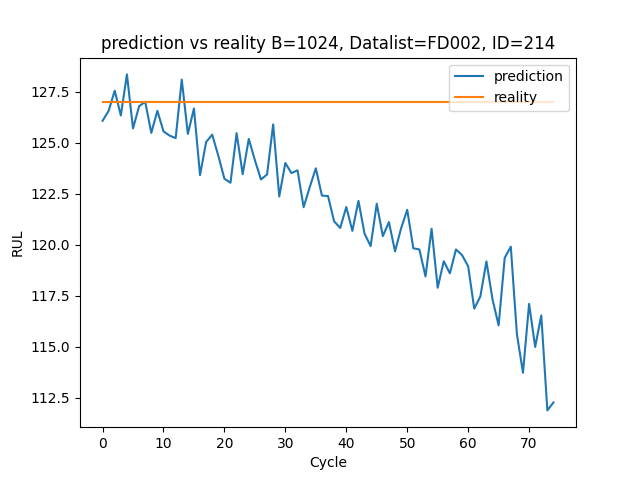 prediction vs reality B=1024, Datalist=FD002, ID=214
prediction
reality
127.5
125.0
122.5
120.0
117.5
115.0
112.5
RUL
0 10 20 30 40 50 60 70
Cycle